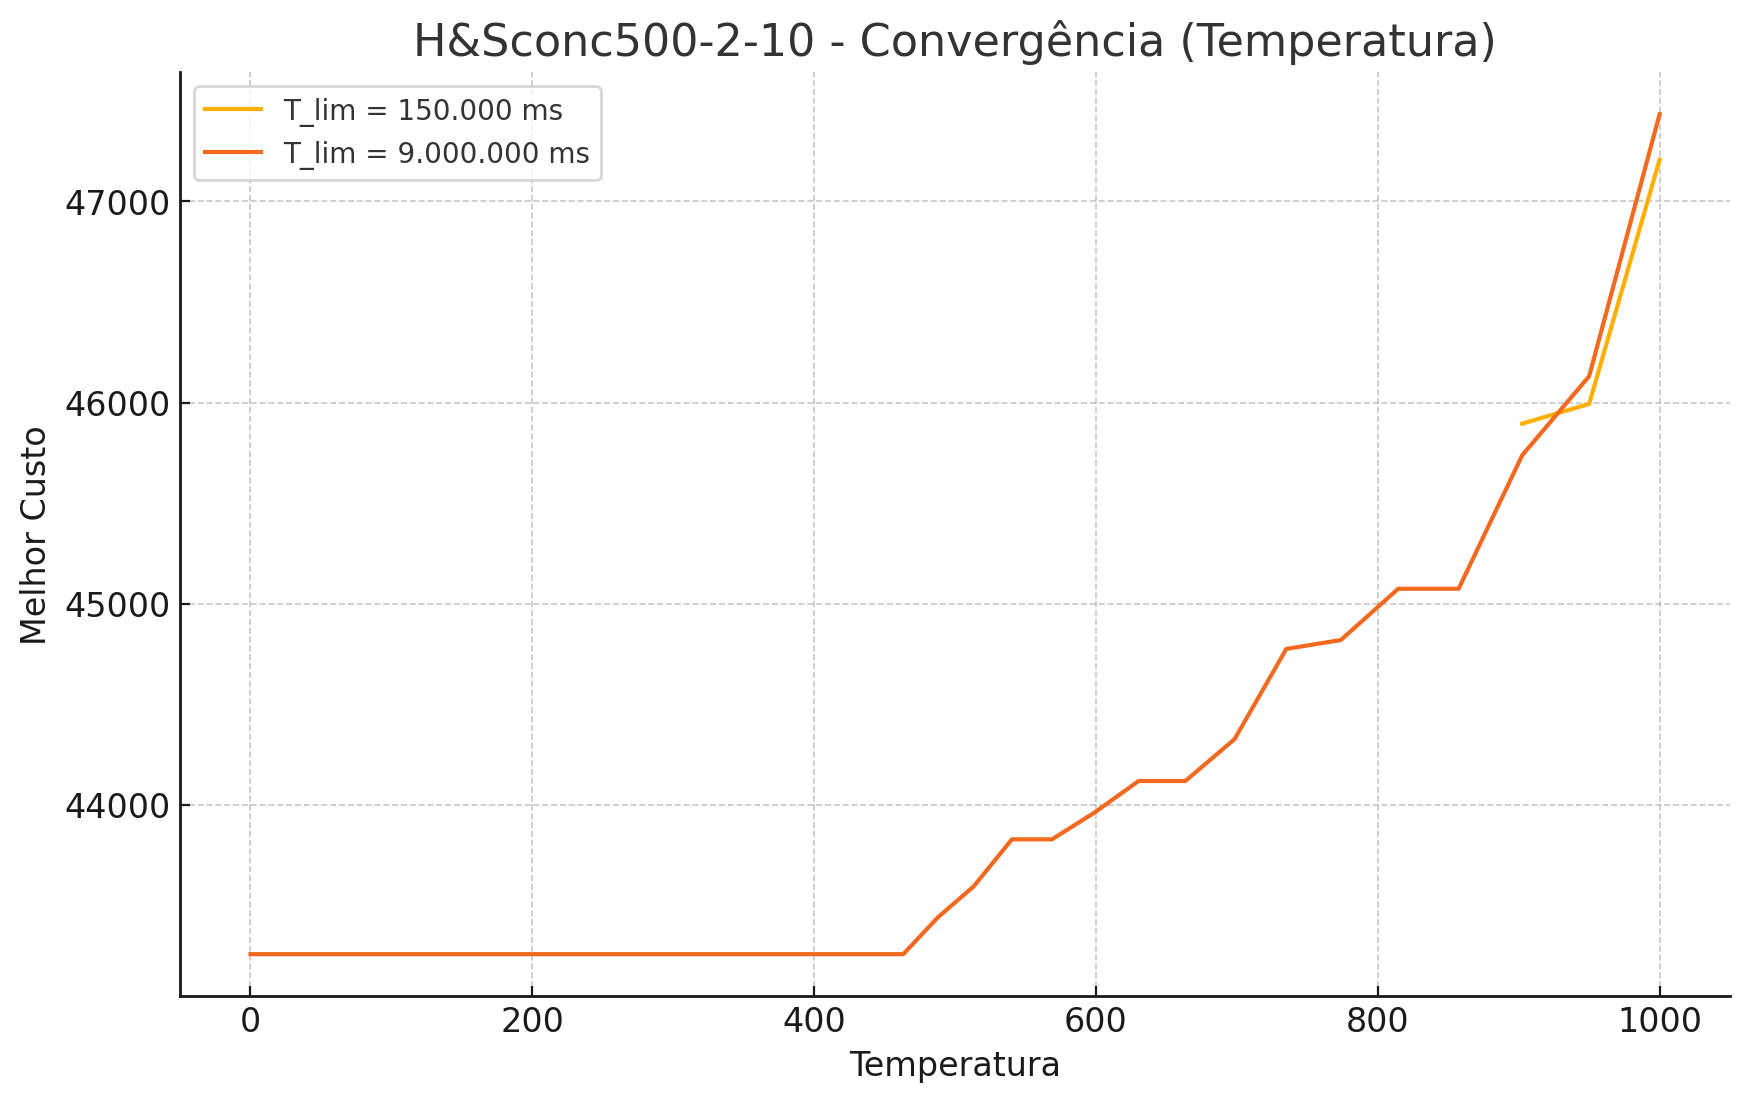 H&Sconc500-2-10 - Convergência (Temperatura)
T_lim = 150.000 ms
T_lim = 9.000.000 ms
Melhor Custo
47000
46000
45000
44000
0 200 400 600 800 1000
Temperatura